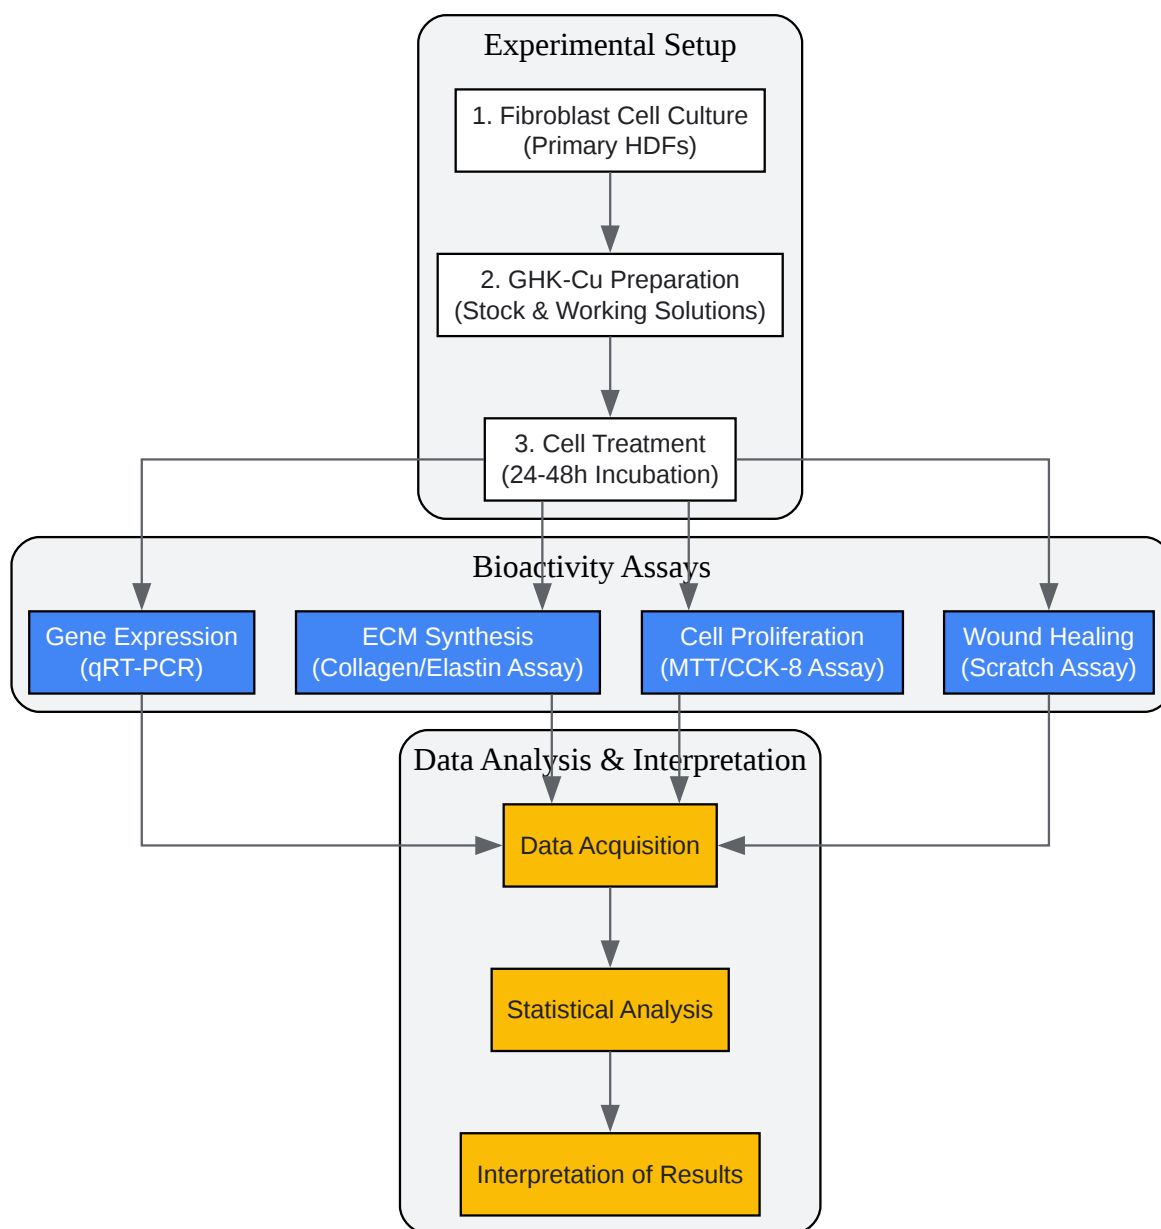 Experimental Setup
1. Fibroblast Cell Culture
(Primary HDFs)
2. GHK-Cu Preparation
(Stock & Working Solutions)
3. Cell Treatment
(24-48h Incubation)
Bioactivity Assays
Gene Expression
(qRT-PCR)
ECM Synthesis
(Collagen/Elastin Assay)
Cell Proliferation
(MTT/CCK-8 Assay)
Wound Healing
(Scratch Assay)
Data Analysis & Interpretation
Data Acquisition
Statistical Analysis
Interpretation of Results